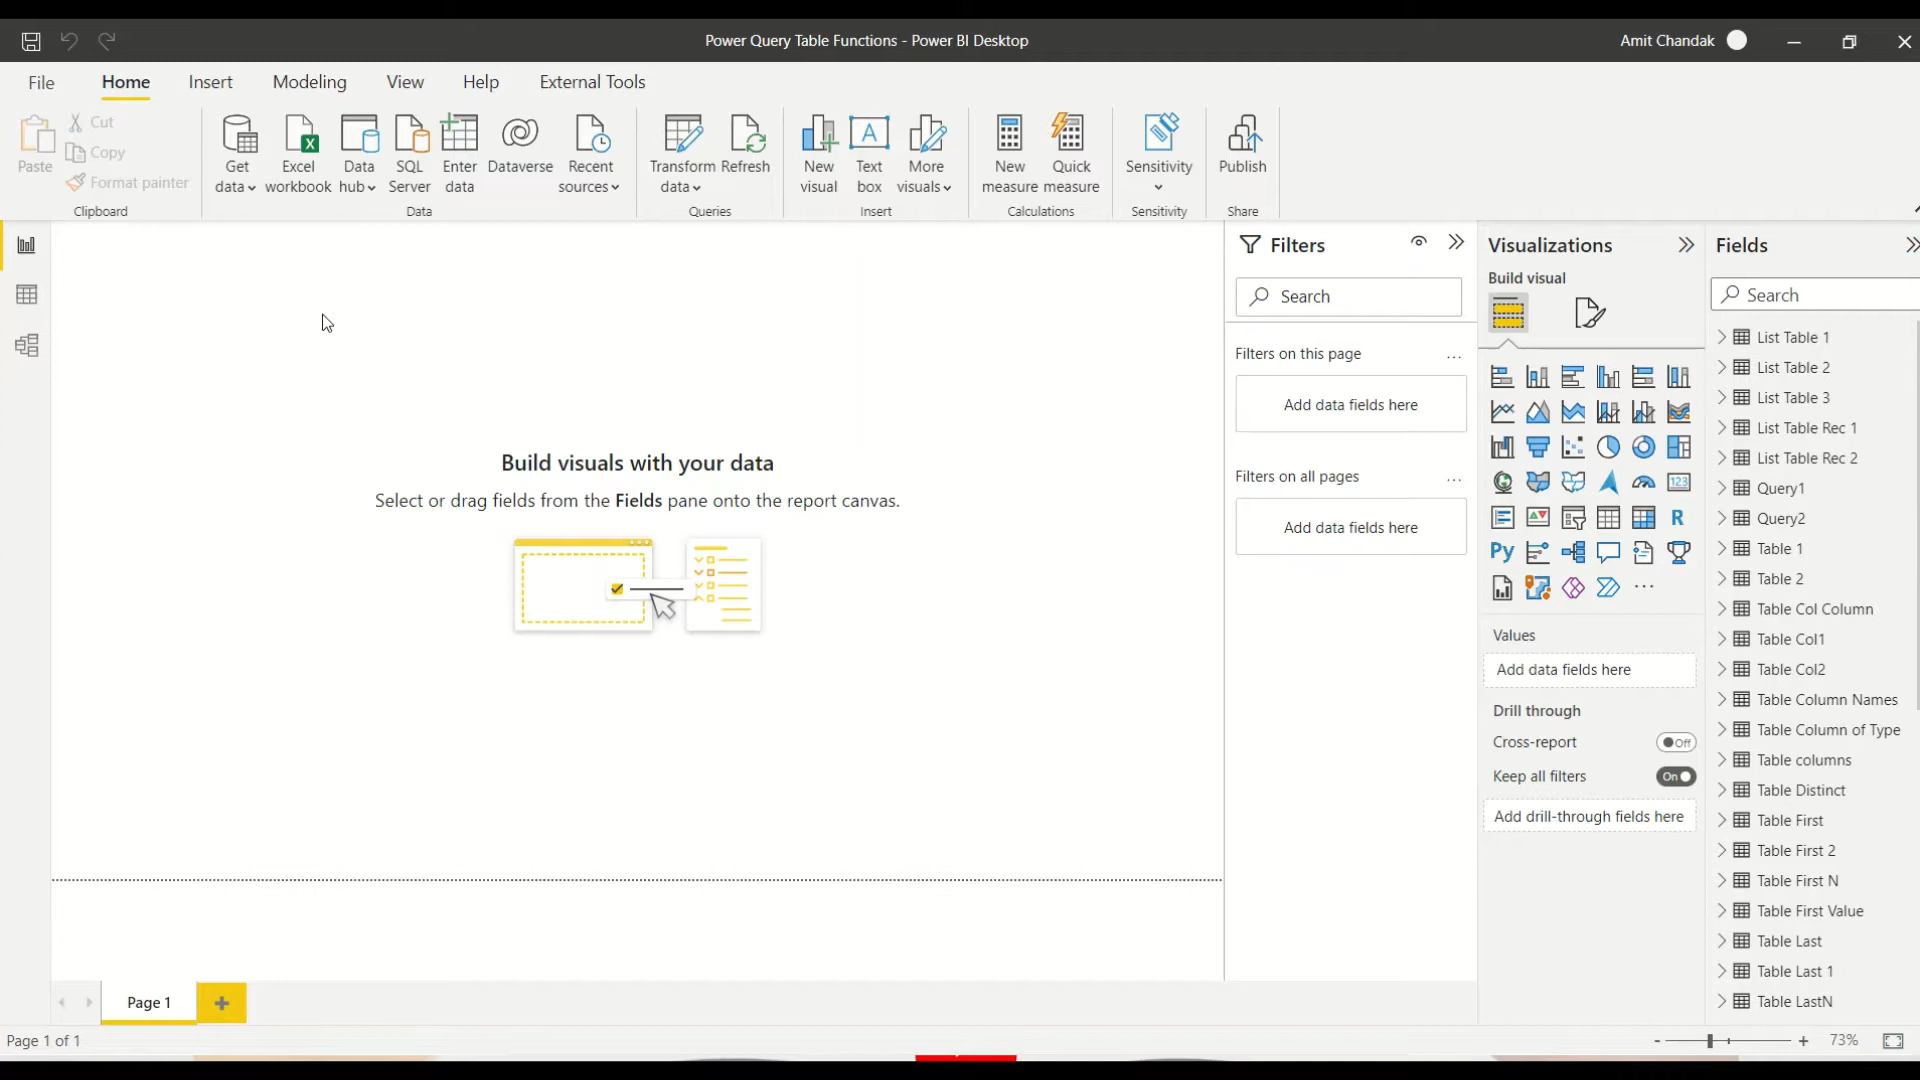 Power Query Table Functions - Power BI Desktop
Amit Chandak
File
Home
Insert
Modeling
View
Help
External Tools
Paste
Cut
Copy
Format painter
Clipboard
Get data
Excel workbook
Data hub
SQL Server
Enter data
Dataverse
Recent sources
Data
Transform data
Refresh
Queries
New visual
Text box
More visuals
Insert
New measure
Quick measure
Calculations
Sensitivity
Sensitivity
Publish
Share
Build visuals with your data
Select or drag fields from the Fields pane onto the report canvas.
Filters
Search
Filters on this page
...
Add data fields here
Filters on all pages
...
Add data fields here
Visualizations
Build visual
123
R
Py
...
Values
Add data fields here
Drill through
Cross-report
Off
Keep all filters
On
Add drill-through fields here
Fields
Search
List Table 1
List Table 2
List Table 3
List Table Rec 1
List Table Rec 2
Query1
Query2
Table 1
Table 2
Table Col Column
Table Col1
Table Col2
Table Column Names
Table Column of Type
Table columns
Table Distinct
Table First
Table First 2
Table First N
Table First Value
Table Last
Table Last 1
Table LastN
Page 1
Page 1 of 1
- + 73%